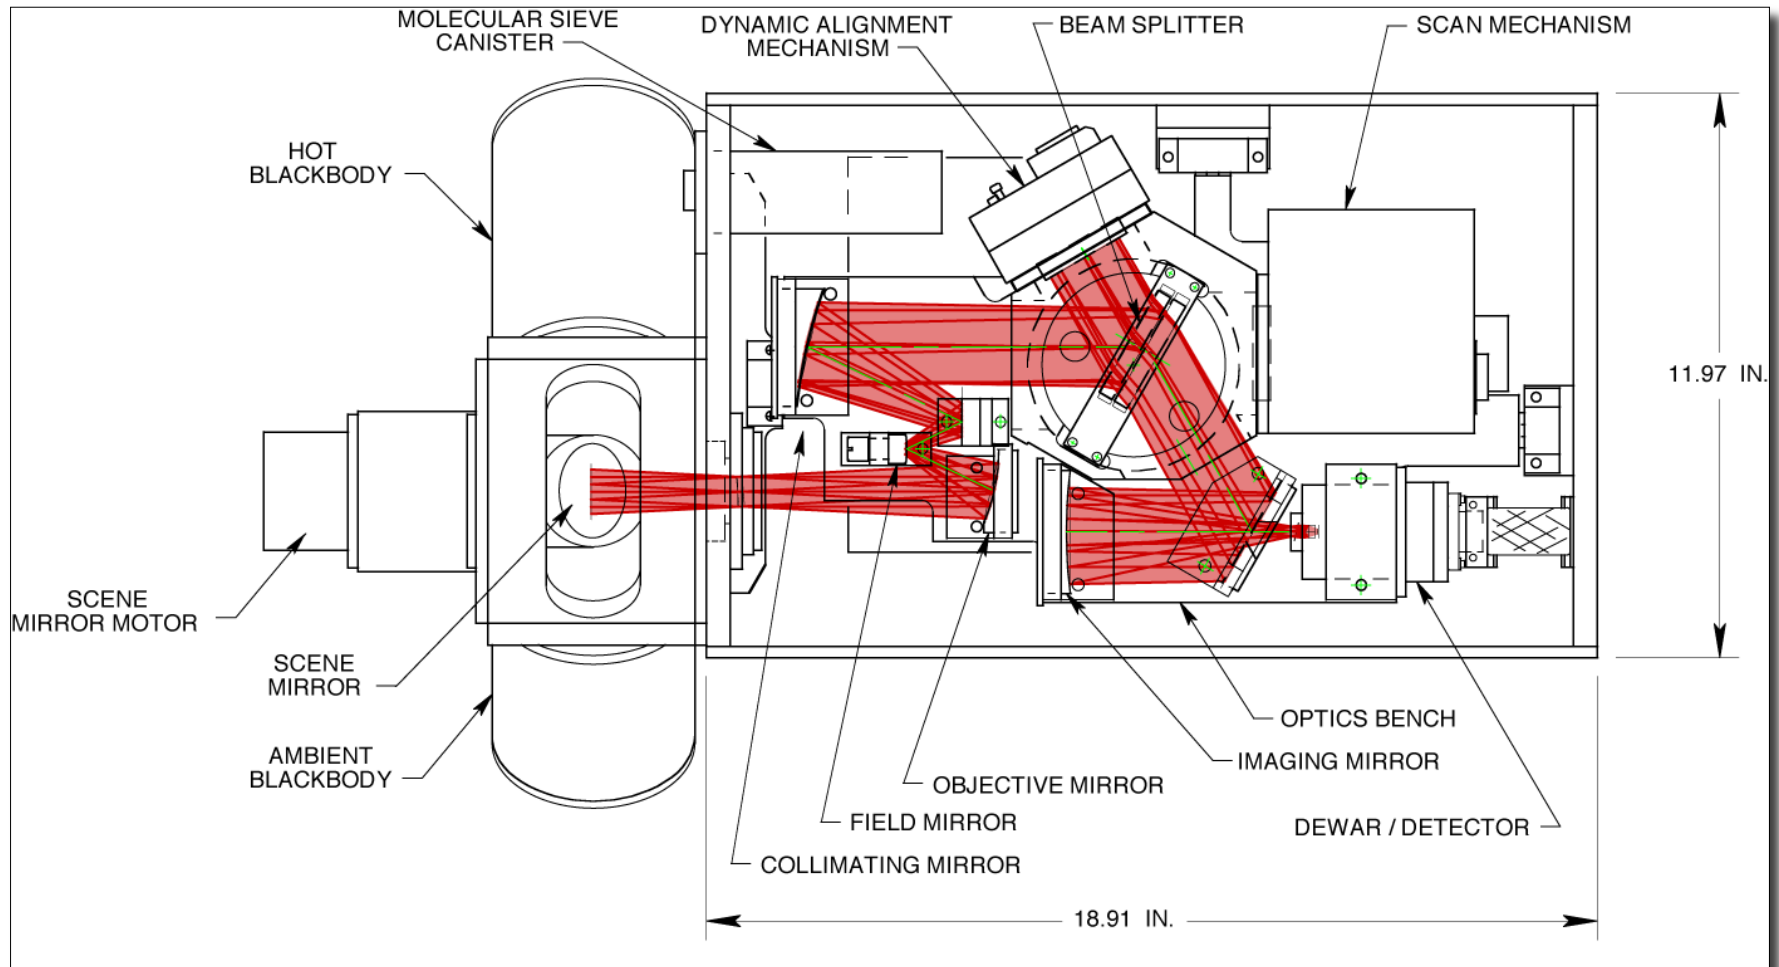 MOLECULAR SIEVE
CANISTER
DYNAMIC ALIGNMENT
MECHANISM
BEAM SPLITTER
SCAN MECHANISM
HOT
BLACKBODY
11.97 IN.
SCENE
MIRROR MOTOR
SCENE
MIRROR
AMBIENT
BLACKBODY
OPTICS BENCH
IMAGING MIRROR
OBJECTIVE MIRROR
FIELD MIRROR
DEWAR / DETECTOR
COLLIMATING MIRROR
18.91 IN.